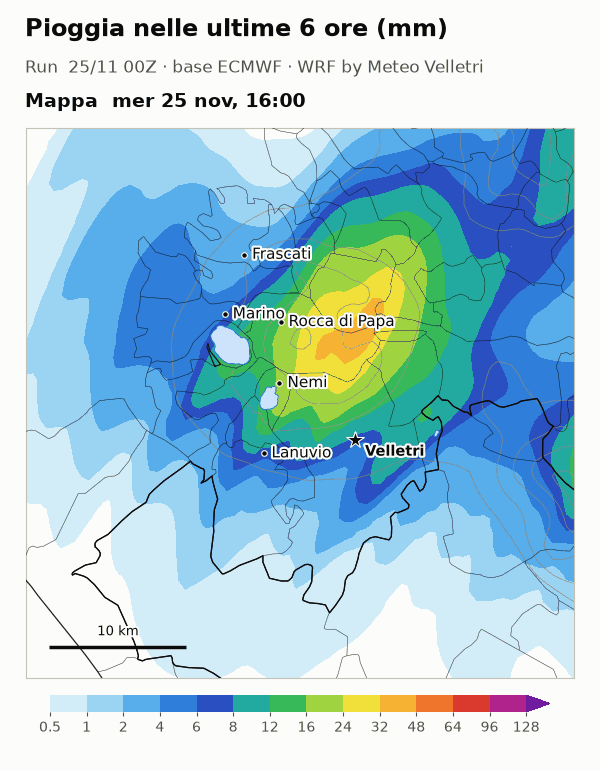 Pioggia nelle ultime 6 ore (mm)
Run  25/11 00Z · base ECMWF · WRF by Meteo Velletri
Mappa  mer 25 nov, 16:00
Frascati
Marino
Rocca di Papa
Nemi
Velletri
Lanuvio
10 km
0.5 1 2 4 6 8 12 16 24 32 48 64 96 128